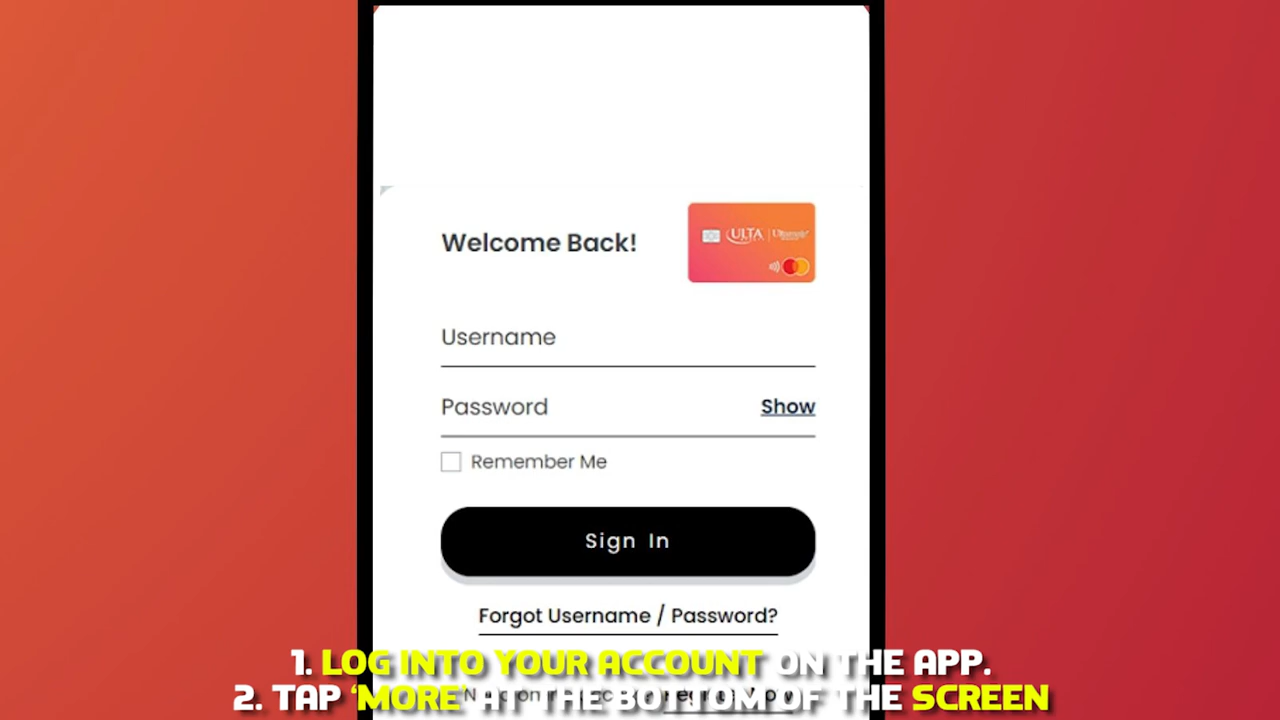 Welcome Back!
ULTA
Username
Password Show
Remember Me
Sign In
Forgot Username / Password?
1. LOG INTO YOUR ACCOUNT ON THE APP.
2. TAP 'MORE' AT THE BOTTOM OF THE SCREEN